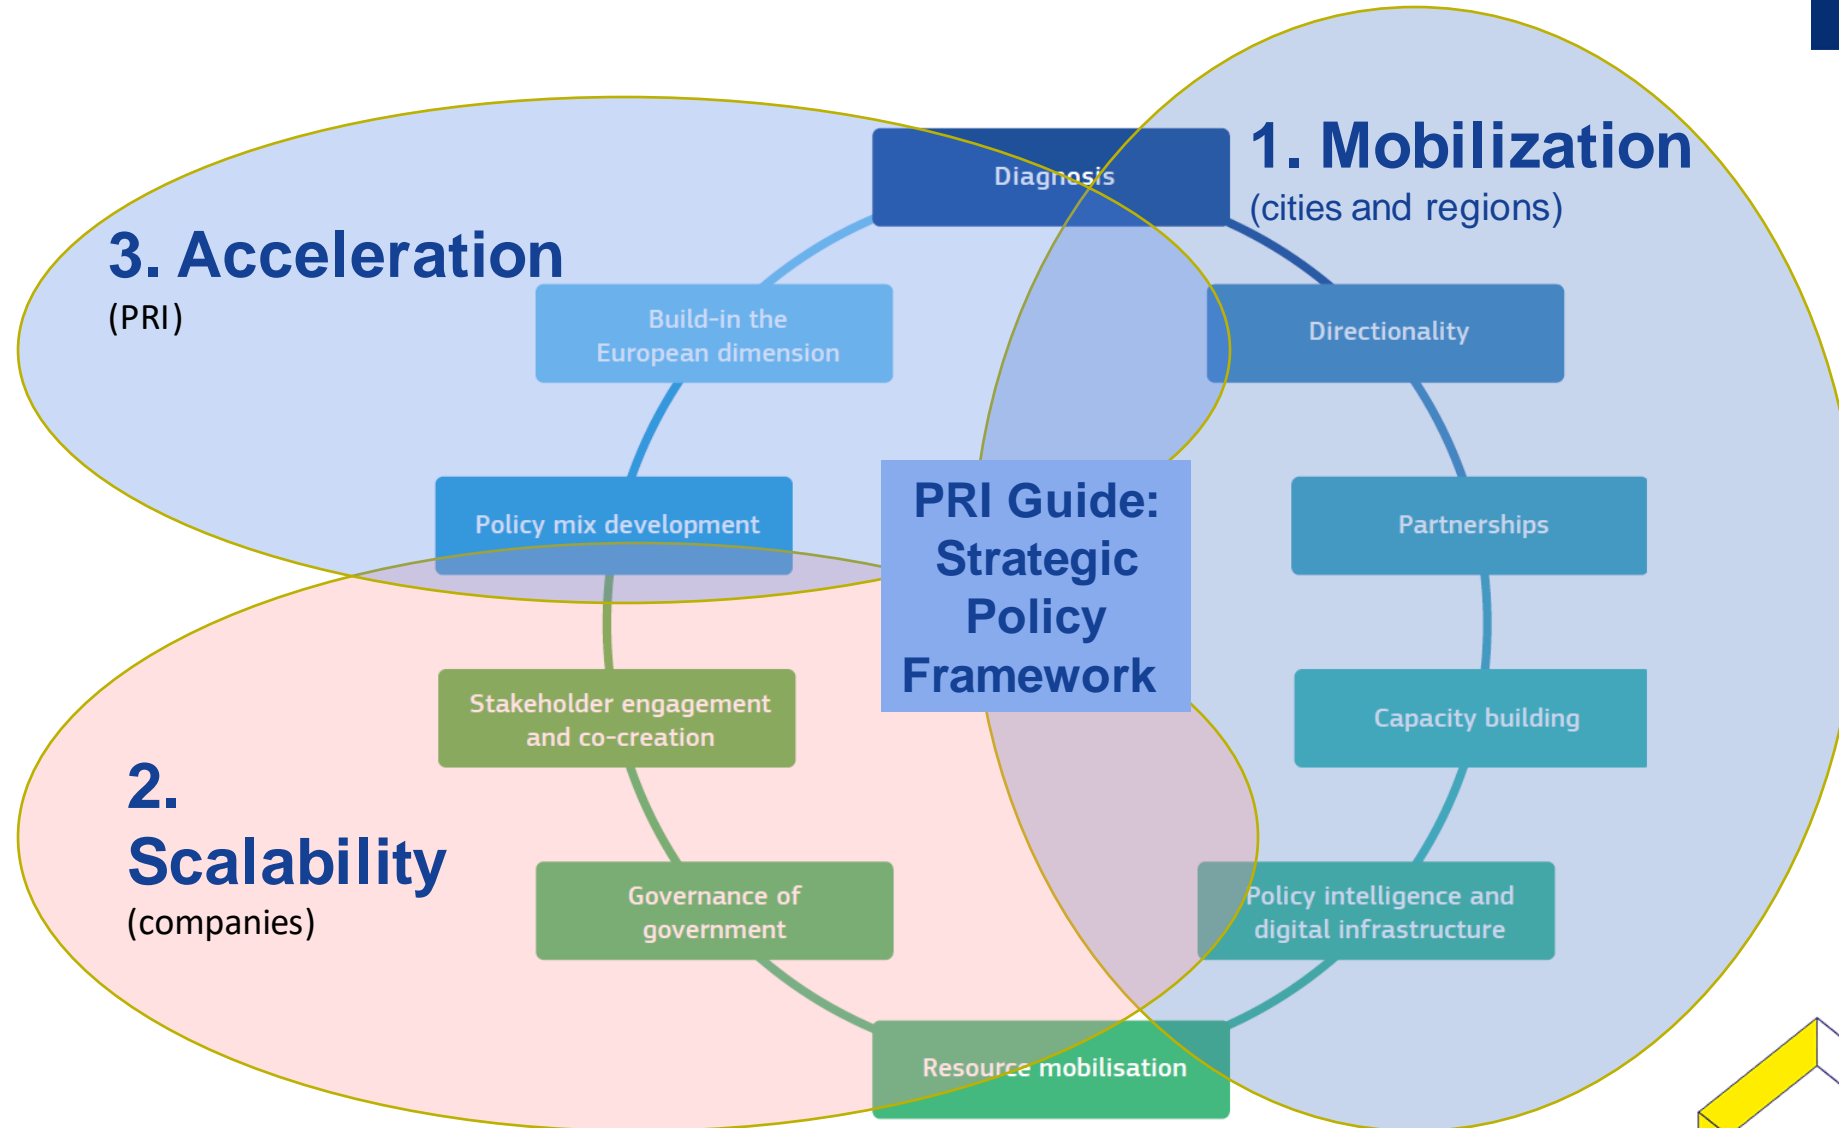 1. Mobilization
(cities and regions)
Diagnosis
3. Acceleration
(PRI)
Build-in the
European dimension
Directionality
Policy mix development
PRI Guide:
Strategic
Policy
Framework
Partnerships
Stakeholder engagement
and co-creation
Capacity building
2.
Scalability
(companies)
Governance of
government
Policy intelligence and
digital infrastructure
Resource mobilisation